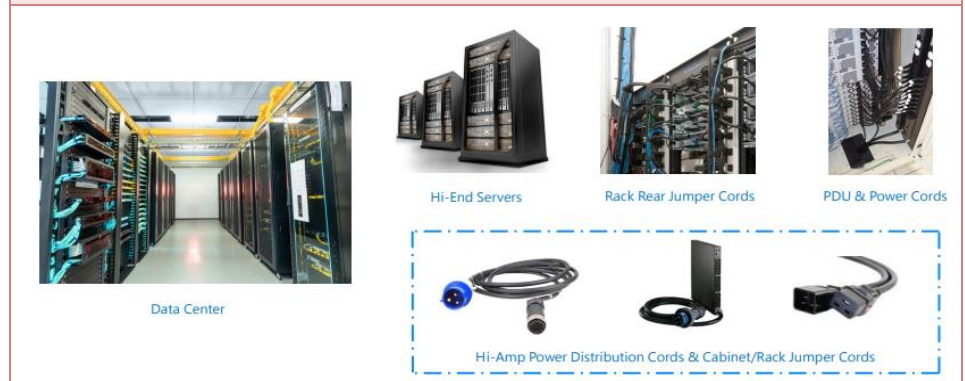 Hi-End Servers
Rack Rear Jumper Cords
PDU & Power Cords
Data Center
Hi-Amp Power Distribution Cords & Cabinet/Rack Jumper Cords